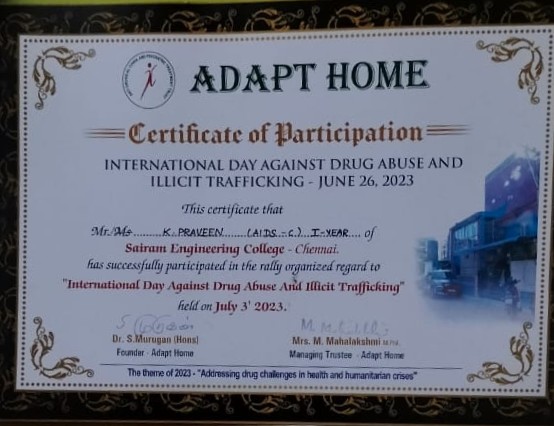 ADAPT HOME
Certificate of Participation
INTERNATIONAL DAY AGAINST DRUG ABUSE AND
ILLICIT TRAFFICKING - JUNE 26, 2023
This certificate that
Mr./Ms......K. PRAVEEN.......(AIDS-C)..I-YEAR.... of
Sairam Engineering College - Chennai.
has successfully participated in the rally organized regard to
"International Day Against Drug Abuse And Illicit Trafficking"
held on July 3' 2023.
Dr. S.Murugan (Hons)
Founder - Adapt Home
Mrs. M. Mahalakshmi
Managing Trustee - Adapt Home
The theme of 2023 - "Addressing drug challenges in health and humanitarian crises"